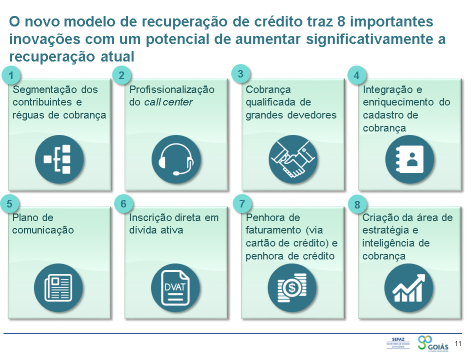 O novo modelo de recuperação de crédito traz 8 importantes
inovações com um potencial de aumentar significativamente a
recuperação atual
1
Segmentação dos
contribuintes e
réguas de cobrança
2
Profissionalização
do call center
3
Cobrança
qualificada de
grandes devedores
4
Integração e
enriquecimento do
cadastro de
cobrança
5
Plano de
comunicação
6
Inscrição direta em
dívida ativa
DVAT
7
Penhora de
faturamento (via
cartão de crédito) e
penhora de crédito
$
8
Criação da área de
estratégia e
inteligência de
cobrança
SEFAZ
GOIÁS
11